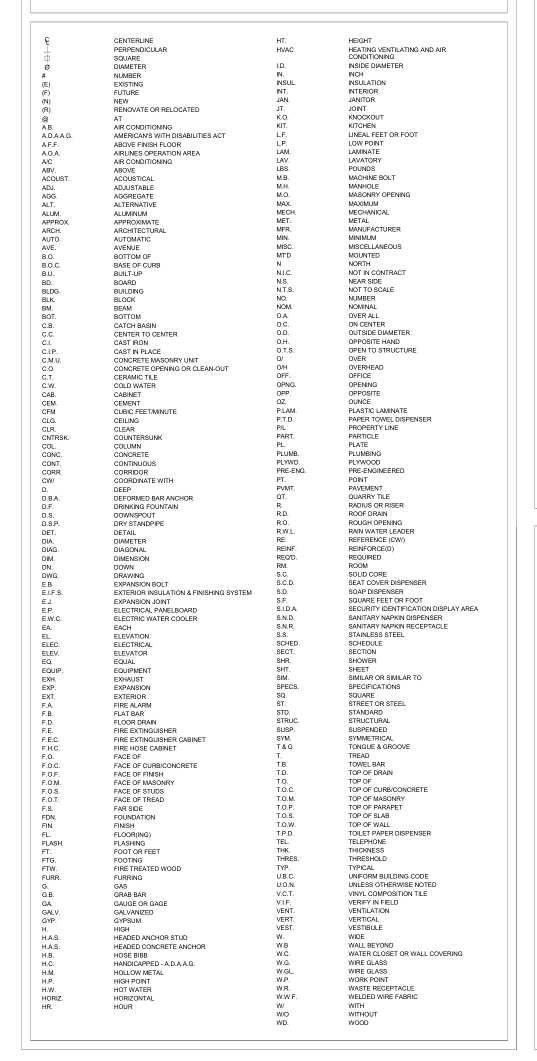 ℄ CENTERLINE
⊥ PERPENDICULAR
SQUARE
Ø DIAMETER
# NUMBER
(E) EXISTING
(F) FUTURE
(N) NEW
(R) RENOVATE OR RELOCATED
@ AT
A.B. AIR CONDITIONING
A.D.A.A.G. AMERICAN'S WITH DISABILITIES ACT
A.F.F. ABOVE FINISH FLOOR
A.O.A. AIRLINES OPERATION AREA
A/C AIR CONDITIONING
ABV. ABOVE
ACOUST. ACOUSTICAL
ADJ. ADJUSTABLE
AGG. AGGREGATE
ALT. ALTERNATIVE
ALUM. ALUMINUM
APPROX. APPROXIMATE
ARCH. ARCHITECTURAL
AUTO. AUTOMATIC
AVE. AVENUE
B.O. BOTTOM OF
B.O.C. BASE OF CURB
B.U. BUILT-UP
BD. BOARD
BLDG. BUILDING
BLK. BLOCK
BM. BEAM
BOT. BOTTOM
C.B. CATCH BASIN
C.C. CENTER TO CENTER
C.I. CAST IRON
C.I.P. CAST IN PLACE
C.M.U. CONCRETE MASONRY UNIT
C.O. CONCRETE OPENING OR CLEAN-OUT
C.T. CERAMIC TILE
C.W. COLD WATER
CAB. CABINET
CEM. CEMENT
CFM CUBIC FEET/MINUTE
CLG. CEILING
CLR. CLEAR
CNTRSK. COUNTERSUNK
COL. COLUMN
CONC. CONCRETE
CONT. CONTINUOUS
CORR. CORRIDOR
CW/ COORDINATE WITH
D. DEEP
D.B.A. DEFORMED BAR ANCHOR
D.F. DRINKING FOUNTAIN
D.S. DOWNSPOUT
D.S.P. DRY STANDPIPE
DET. DETAIL
DIA. DIAMETER
DIAG. DIAGONAL
DIM. DIMENSION
DN. DOWN
DWG. DRAWING
E.B. EXPANSION BOLT
E.I.F.S. EXTERIOR INSULATION & FINISHING SYSTEM
E.J. EXPANSION JOINT
E.P. ELECTRICAL PANELBOARD
E.W.C. ELECTRIC WATER COOLER
EA. EACH
EL. ELEVATION
ELEC. ELECTRICAL
ELEV. ELEVATOR
EQ. EQUAL
EQUIP. EQUIPMENT
EXH. EXHAUST
EXP. EXPANSION
EXT. EXTERIOR
F.A. FIRE ALARM
F.B. FLAT BAR
F.D. FLOOR DRAIN
F.E. FIRE EXTINGUISHER
F.E.C. FIRE EXTINGUISHER CABINET
F.H.C. FIRE HOSE CABINET
F.O. FACE OF
F.O.C. FACE OF CURB/CONCRETE
F.O.F. FACE OF FINISH
F.O.M. FACE OF MASONRY
F.O.S. FACE OF STUDS
F.O.T. FACE OF TREAD
F.S. FAR SIDE
FDN. FOUNDATION
FIN. FINISH
FL. FLOOR(ING)
FLASH. FLASHING
FT. FOOT OR FEET
FTG. FOOTING
FTW. FIRE TREATED WOOD
FURR. FURRING
G. GAS
G.B. GRAB BAR
GA. GAUGE OR GAGE
GALV. GALVANIZED
GYP. GYPSUM
H. HIGH
H.A.S. HEADED ANCHOR STUD
H.A.S. HEADED CONCRETE ANCHOR
H.B. HOSE BIBB
H.C. HANDICAPPED - A.D.A.A.G.
H.M. HOLLOW METAL
H.P. HIGH POINT
H.W. HOT WATER
HORIZ. HORIZONTAL
HR. HOUR
HT. HEIGHT
HVAC HEATING VENTILATING AND AIR
CONDITIONING
I.D. INSIDE DIAMETER
IN. INCH
INSUL. INSULATION
INT. INTERIOR
JAN. JANITOR
JT. JOINT
K.O. KNOCKOUT
KIT. KITCHEN
L.F. LINEAL FEET OR FOOT
L.P. LOW POINT
LAM. LAMINATE
LAV. LAVATORY
LBS. POUNDS
M.B. MACHINE BOLT
M.H. MANHOLE
M.O. MASONRY OPENING
MAX. MAXIMUM
MECH. MECHANICAL
MET. METAL
MFR. MANUFACTURER
MIN. MINIMUM
MISC. MISCELLANEOUS
MT'D MOUNTED
N NORTH
N.I.C. NOT IN CONTRACT
N.S. NEAR SIDE
N.T.S. NOT TO SCALE
NO. NUMBER
NOM. NOMINAL
O.A. OVER ALL
O.C. ON CENTER
O.D. OUTSIDE DIAMETER
O.H. OPPOSITE HAND
O.T.S. OPEN TO STRUCTURE
O/ OVER
O/H OVERHEAD
OFF. OFFICE
OPNG. OPENING
OPP. OPPOSITE
OZ. OUNCE
P.LAM. PLASTIC LAMINATE
P.T.D. PAPER TOWEL DISPENSER
P/L PROPERTY LINE
PART. PARTICLE
PL. PLATE
PLUMB. PLUMBING
PLYWD. PLYWOOD
PRE-ENG. PRE-ENGINEERED
PT. POINT
PVMT. PAVEMENT
QT. QUARRY TILE
R. RADIUS OR RISER
R.D. ROOF DRAIN
R.O. ROUGH OPENING
R.W.L. RAIN WATER LEADER
RE: REFERENCE (CW/)
REINF. REINFORCE(D)
REQ'D. REQUIRED
RM. ROOM
S.C. SOLID CORE
S.C.D. SEAT COVER DISPENSER
S.D. SOAP DISPENSER
S.F. SQUARE FEET OR FOOT
S.I.D.A. SECURITY IDENTIFICATION DISPLAY AREA
S.N.D. SANITARY NAPKIN DISPENSER
S.N.R. SANITARY NAPKIN RECEPTACLE
S.S. STAINLESS STEEL
SCHED. SCHEDULE
SECT. SECTION
SHR. SHOWER
SHT. SHEET
SIM. SIMILAR OR SIMILAR TO
SPECS. SPECIFICATIONS
SQ. SQUARE
ST. STREET OR STEEL
STD. STANDARD
STRUC. STRUCTURAL
SUSP. SUSPENDED
SYM. SYMMETRICAL
T & G TONGUE & GROOVE
T. TREAD
T.B. TOWEL BAR
T.D. TOP OF DRAIN
T.O. TOP OF
T.O.C. TOP OF CURB/CONCRETE
T.O.M. TOP OF MASONRY
T.O.P. TOP OF PARAPET
T.O.S. TOP OF SLAB
T.O.W. TOP OF WALL
T.P.D. TOILET PAPER DISPENSER
TEL. TELEPHONE
THK. THICKNESS
THRES. THRESHOLD
TYP. TYPICAL
U.B.C. UNIFORM BUILDING CODE
U.O.N. UNLESS OTHERWISE NOTED
V.C.T. VINYL COMPOSITION TILE
V.I.F. VERIFY IN FIELD
VENT. VENTILATION
VERT. VERTICAL
VEST. VESTIBULE
W. WIDE
W.B WALL BEYOND
W.C. WATER CLOSET OR WALL COVERING
W.G. WIRE GLASS
W.GL. WIRE GLASS
W.P. WORK POINT
W.R. WASTE RECEPTACLE
W.W.F. WELDED WIRE FABRIC
W/ WITH
W/O WITHOUT
WD. WOOD